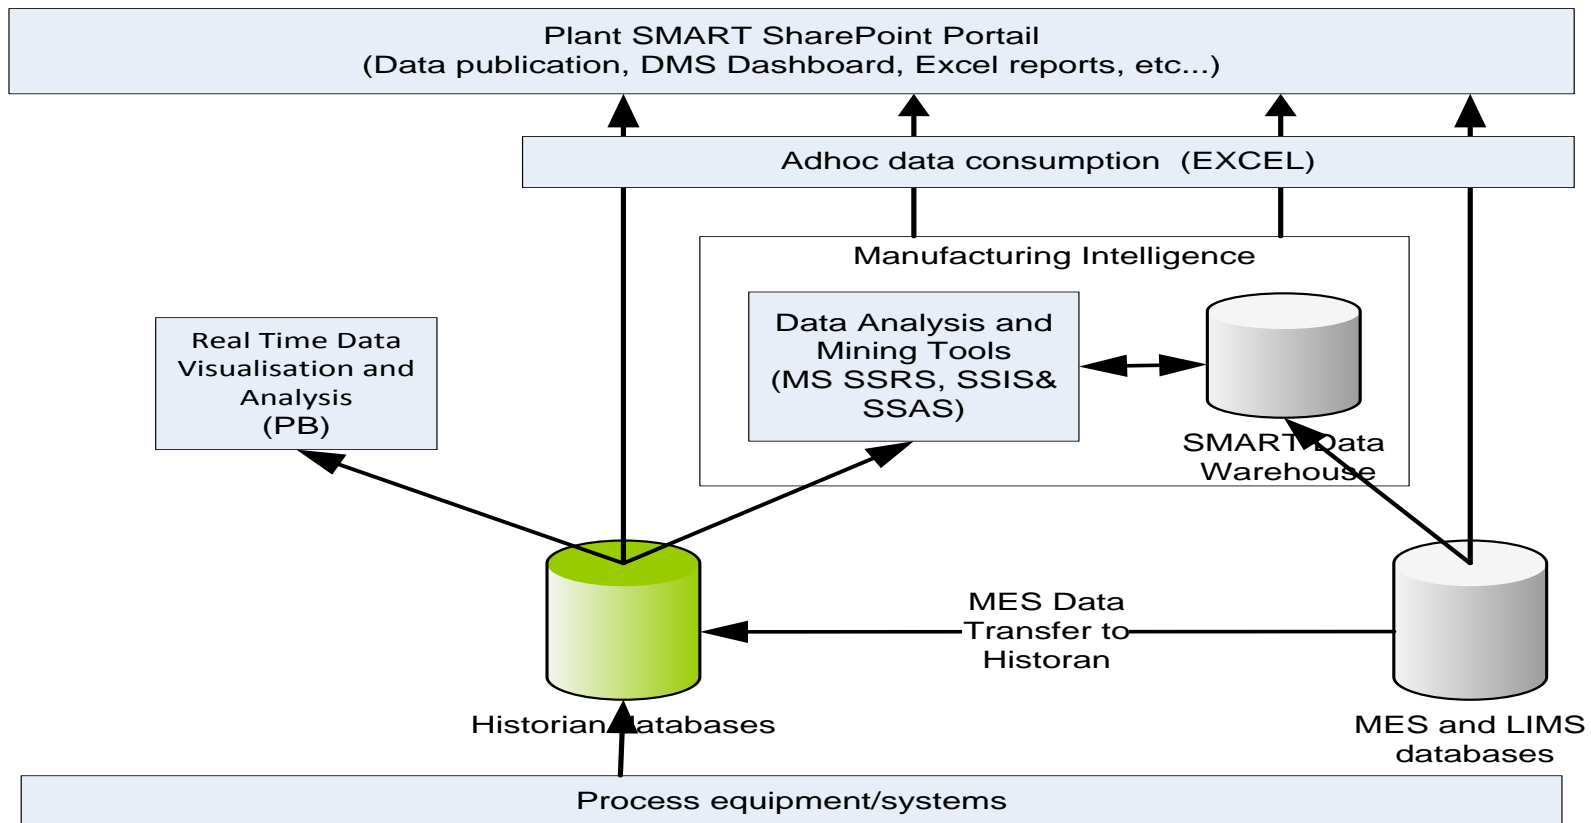 Plant SMART SharePoint Portail
(Data publication, DMS Dashboard, Excel reports, etc...)
Adhoc data consumption (EXCEL)
Manufacturing Intelligence
Real Time Data
Visualisation and
Analysis
(PB)
Data Analysis and
Mining Tools
(MS SSRS, SSIS&
SSAS)
SMART Data
Warehouse
MES Data
Transfer to
Historan
Historian databases
MES and LIMS
databases
Process equipment/systems